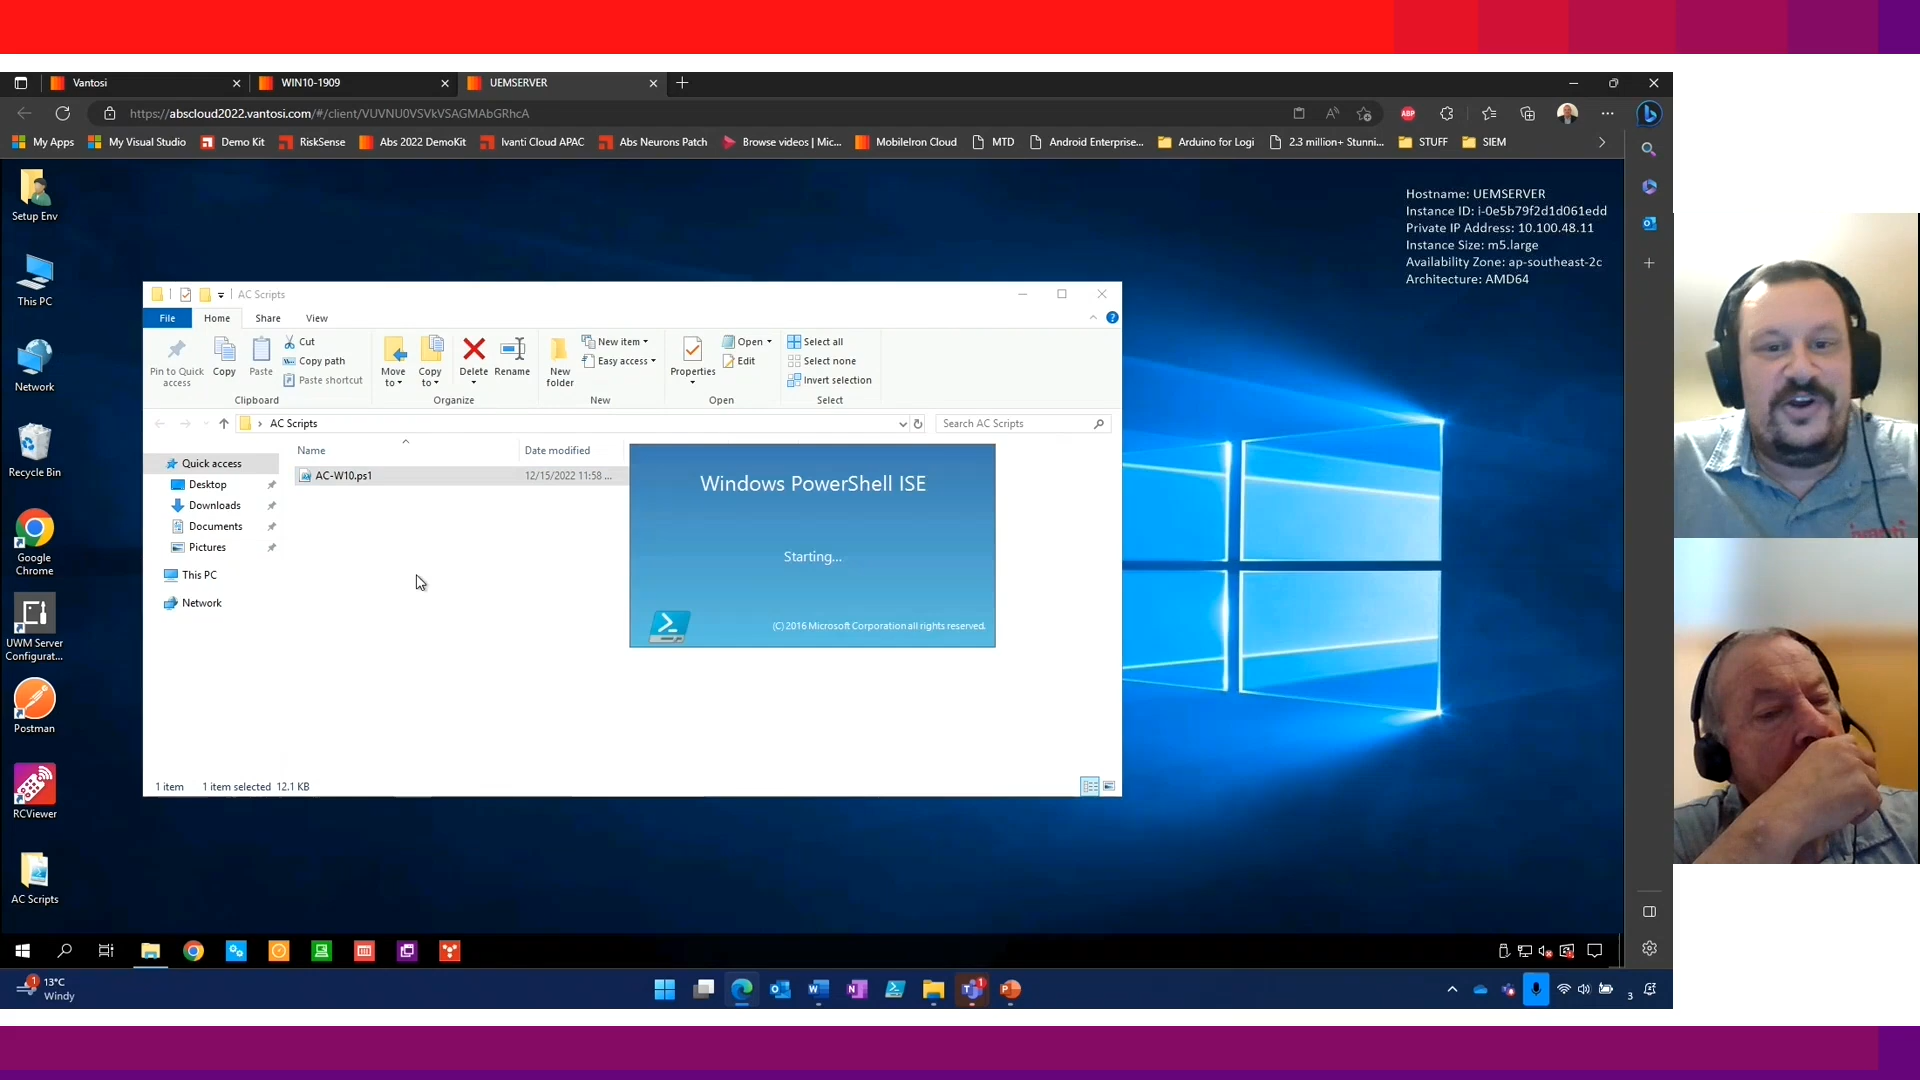 Vantosi
WIN10-1909
UEMSERVER
https://abscloud2022.vantosi.com/#/client/VUVNU0VSVkVSAGMAbGRhcA
ABP
My Apps
My Visual Studio
Demo Kit
RiskSense
Abs 2022 DemoKit
Ivanti Cloud APAC
Abs Neurons Patch
Browse videos | Mic...
MobileIron Cloud
MTD
Android Enterprise...
Arduino for Logi
2.3 million+ Stunni...
STUFF
SIEM
Hostname: UEMSERVER
Instance ID: i-0e5b79f2d1d061edd
Private IP Address: 10.100.48.11
Instance Size: m5.large
Availability Zone: ap-southeast-2c
Architecture: AMD64
Setup Env
This PC
Network
Recycle Bin
Google
Chrome
UWM Server
Configurat...
Postman
RCViewer
AC Scripts
AC Scripts
File
Home
Share
View
Pin to Quick
access
Copy
Paste
Cut
Copy path
Paste shortcut
Clipboard
Move
to
Copy
to
Delete
Rename
Organize
New
folder
New item
Easy access
New
Properties
Open
Edit
Open
Select all
Select none
Invert selection
Select
AC Scripts
Search AC Scripts
Name
Date modified
AC-W10.ps1
12/15/2022 11:58 ...
Quick access
Desktop
Downloads
Documents
Pictures
This PC
Network
Windows PowerShell ISE
Starting...
(C) 2016 Microsoft Corporation all rights reserved.
1 item
1 item selected 12.1 KB
1
13°C
Windy
1
3